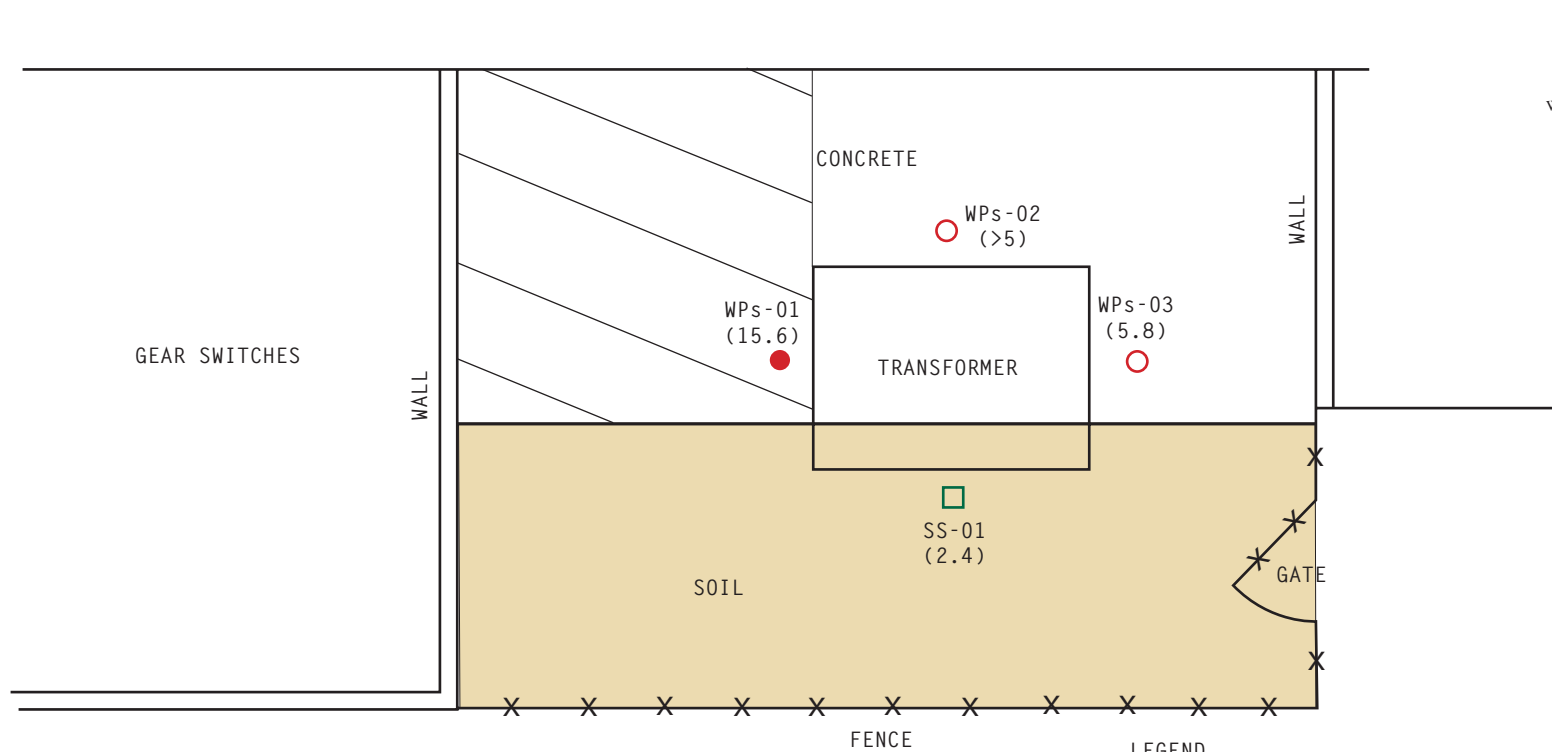 CONCRETE
WPs-02
(>5)
WALL
WPs-01
(15.6)
WPs-03
(5.8)
GEAR SWITCHES
TRANSFORMER
WALL
SS-01
(2.4)
GATE
SOIL
FENCE
LEGEND